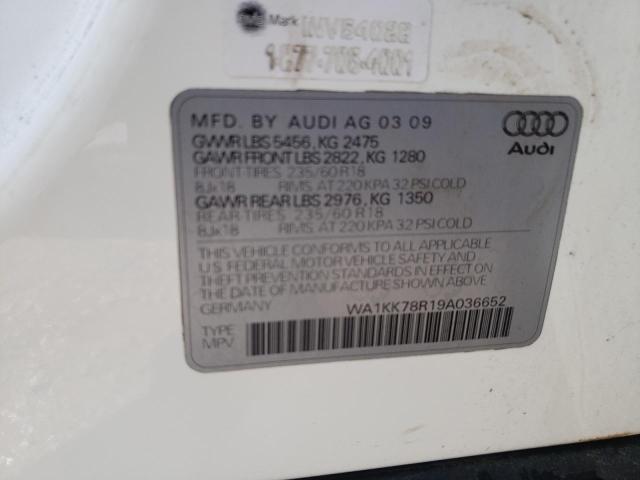 Mark
MFD. BY AUDI AG 03 09
GVWR LBS 5456, KG 2475
GAWR FRONT LBS 2822, KG 1280
FRONT TIRES 235/60 R18
8Jx18 RIMS, AT 220 KPA 32 PSI COLD
GAWR REAR LBS 2976, KG 1350
REAR TIRES 235/60 R18
8Jx18 RIMS, AT 220 KPA 32 PSI COLD
Audi
THIS VEHICLE CONFORMS TO ALL APPLICABLE
U.S. FEDERAL MOTOR VEHICLE SAFETY AND
THEFT PREVENTION STANDARDS IN EFFECT ON
THE DATE OF MANUFACTURE SHOWN ABOVE
GERMANY WA1KK78R19A036652
TYPE
MPV